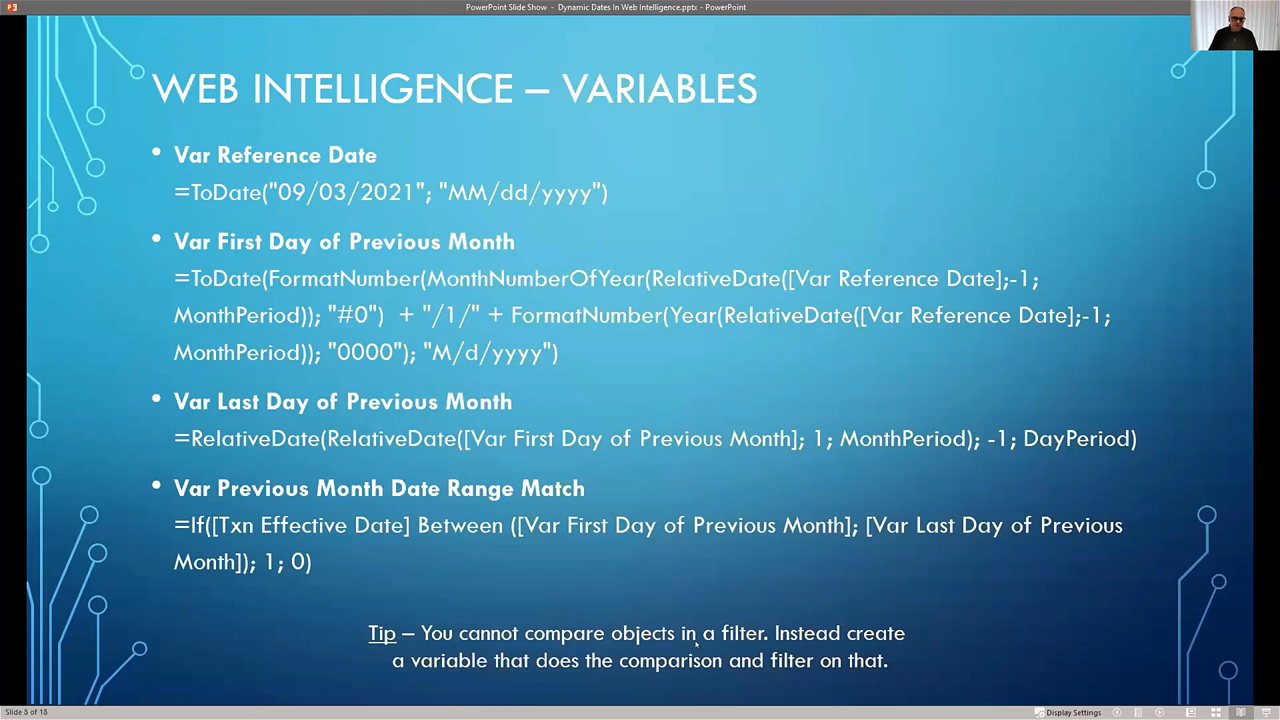 PowerPoint Slide Show - Dynamic Dates In Web Intelligence.pptx - PowerPoint
WEB INTELLIGENCE – VARIABLES
• Var Reference Date
=ToDate("09/03/2021"; "MM/dd/yyyy")
• Var First Day of Previous Month
=ToDate(FormatNumber(MonthNumberOfYear(RelativeDate([Var Reference Date];-1;
MonthPeriod)); "#0") + "/1/" + FormatNumber(Year(RelativeDate([Var Reference Date];-1;
MonthPeriod)); "0000"); "M/d/yyyy")
• Var Last Day of Previous Month
=RelativeDate(RelativeDate([Var First Day of Previous Month]; 1; MonthPeriod); -1; DayPeriod)
• Var Previous Month Date Range Match
=If([Txn Effective Date] Between ([Var First Day of Previous Month]; [Var Last Day of Previous
Month]); 1; 0)
Tip – You cannot compare objects in a filter. Instead create
a variable that does the comparison and filter on that.
Slide 8 of 18
Display Settings